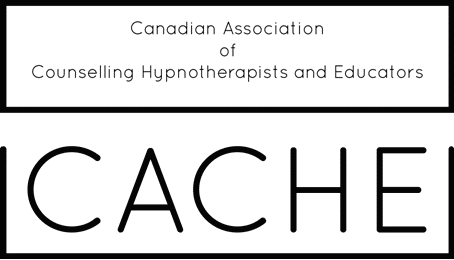 Canadian Association
of
Counselling Hypnotherapists and Educators
CACHE